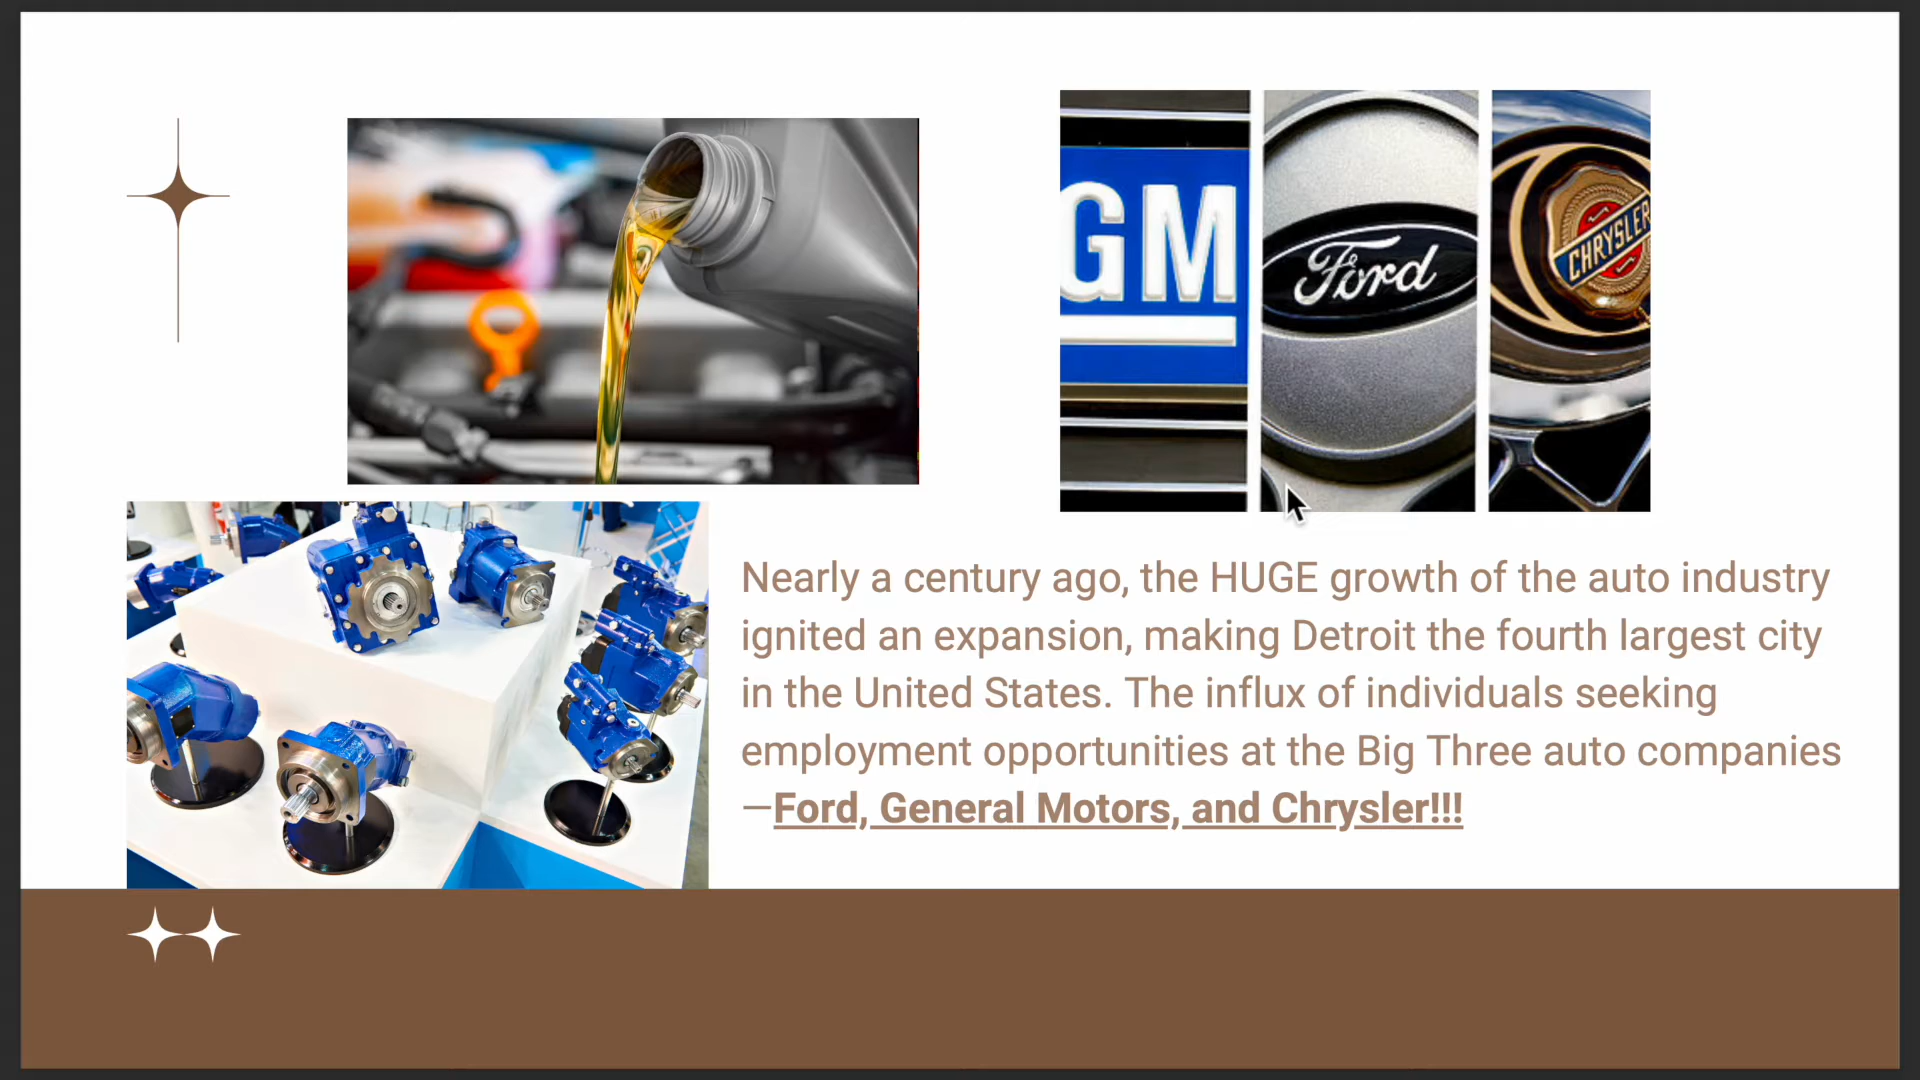 GM
Ford
CHRYSLER
Nearly a century ago, the HUGE growth of the auto industry
ignited an expansion, making Detroit the fourth largest city
in the United States. The influx of individuals seeking
employment opportunities at the Big Three auto companies
—Ford, General Motors, and Chrysler!!!